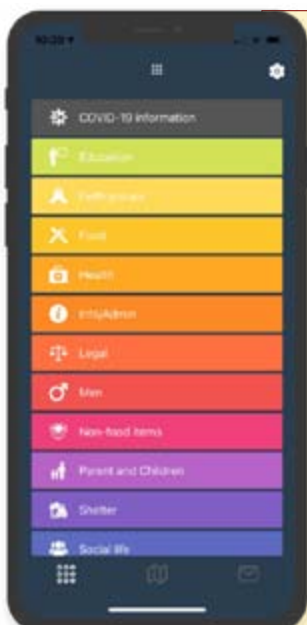 COVID-19 information
Education
Food
Health
Info/Admin
Legal
Men
Non-food items
Parent and Children
Shelter
Social life